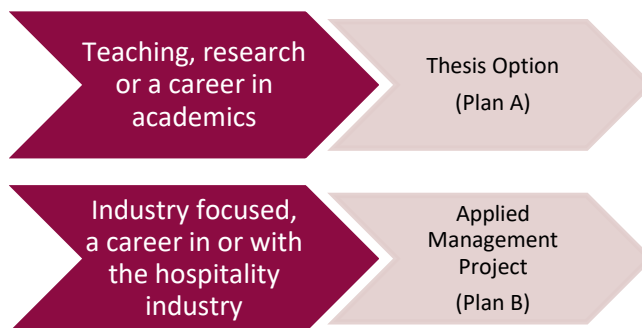 Teaching, research
or a career in
academics
Thesis Option
(Plan A)
Industry focused,
a career in or with
the hospitality
industry
Applied
Management
Project
(Plan B)